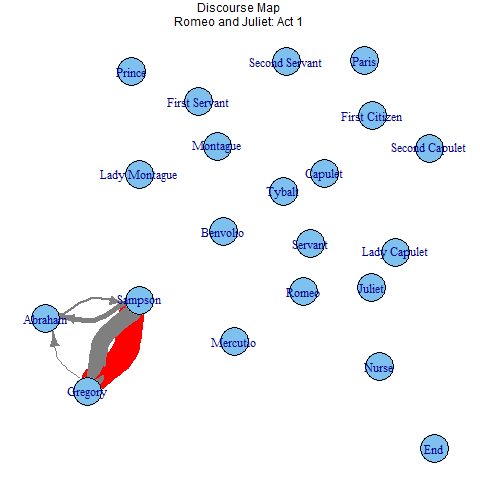 Discourse Map
Romeo and Juliet: Act 1
Second Servant
Paris
Prince
First Servant
First Citizen
Montague
Second Capulet
Lady Montague
Capulet
Tybalt
Benvolio
Servant
Lady Capulet
Juliet
Romeo
Sampson
Abraham
Mercutio
Nurse
Gregory
End